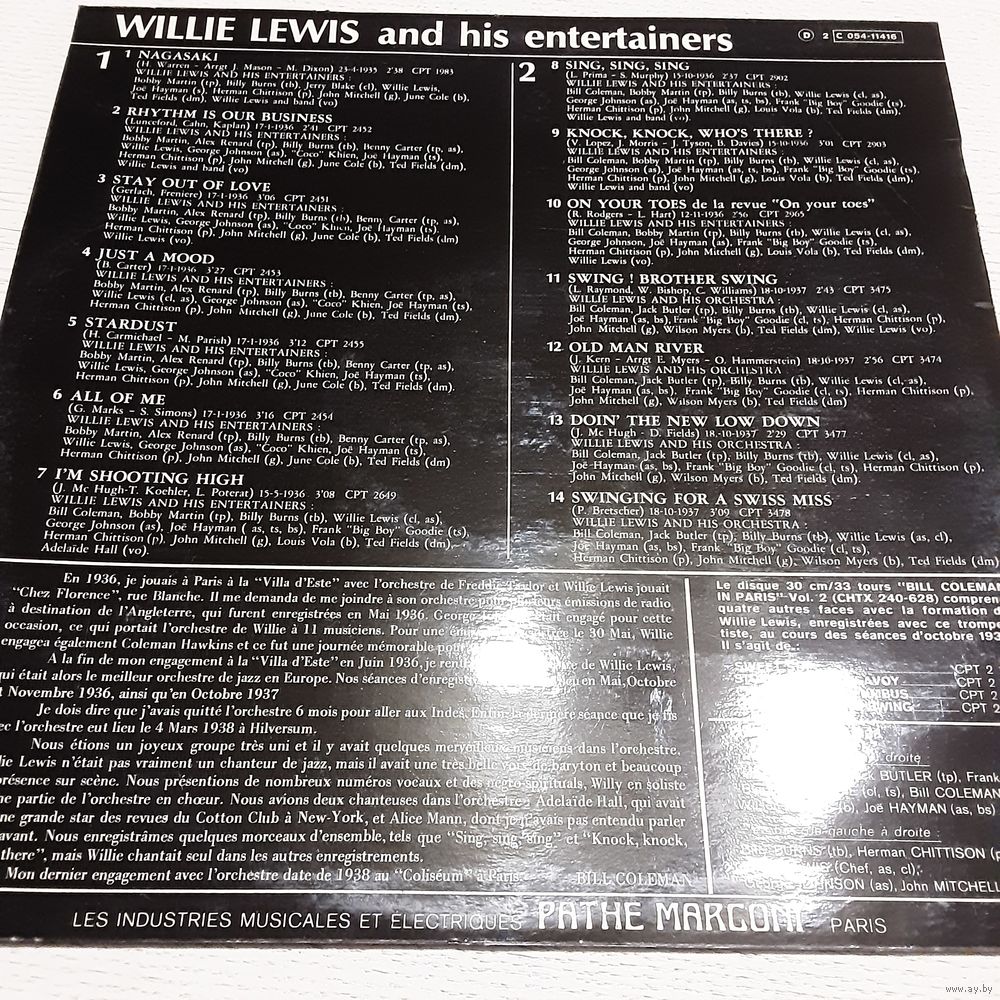 WILLIE LEWIS and his entertainers
D 2 C 054-11416
1
1 NAGASAKI
(H. Warren - Arrgt J. Mason - M. Dixon) 23-4-1935 2'38 CPT 1983
WILLIE LEWIS AND HIS ENTERTAINERS :
Bobby Martin (tp), Billy Burns (tb), Jerry Blake (cl), Willie Lewis,
Joë Hayman (s), Herman Chittison (p), John Mitchell (g), June Cole (b),
Ted Fields (dm), Willie Lewis and band (vo)
2 RHYTHM IS OUR BUSINESS
(Lunceford, Cahn, Kaplan) 17-1-1936 2'41 CPT 2452
WILLIE LEWIS AND HIS ENTERTAINERS :
Bobby Martin, Alex Renard (tp), Billy Burns (tb), Benny Carter (tp, as),
Willie Lewis, George Johnson (as), "Coco" Khien, Joë Hayman (ts),
Herman Chittison (p), John Mitchell (g), June Cole (b), Ted Fields (dm)
Willie Lewis and band (vo)
3 STAY OUT OF LOVE
(Gerlach, Freniere) 17-1-1936 3'06 CPT 2451
WILLIE LEWIS AND HIS ENTERTAINERS :
Bobby Martin, Alex Renard (tp), Billy Burns (tb), Benny Carter (tp, as),
Willie Lewis, George Johnson (as), "Coco" Khien, Joë Hayman (ts),
Herman Chittison (p), John Mitchell (g), June Cole (b), Ted Fields (dm)
Willie Lewis (vo).
4 JUST A MOOD
(B. Carter) 17-1-1936 3'27 CPT 2453
WILLIE LEWIS AND HIS ENTERTAINERS :
Bobby Martin, Alex Renard (tp), Billy Burns (tb), Benny Carter (tp, as),
Willie Lewis (cl, as), George Johnson (as), "Coco" Khien, Joë Hayman (ts),
Herman Chittison (p), John Mitchell (g), June Cole (b), Ted Fields (dm).
5 STARDUST
(H. Carmichael - M. Parish) 17-1-1936 3'12 CPT 2455
WILLIE LEWIS AND HIS ENTERTAINERS :
Bobby Martin, Alex Renard (tp), Billy Burns (tb), Benny Carter (tp, as),
Willie Lewis, George Johnson (as), "Coco" Khien, Joë Hayman (ts),
Herman Chittison (p), John Mitchell (g), June Cole (b), Ted Fields (dm).
6 ALL OF ME
(G. Marks - S. Simons) 17-1-1936 3'16 CPT 2454
WILLIE LEWIS AND HIS ENTERTAINERS :
Bobby Martin, Alex Renard (tp), Billy Burns (tb), Benny Carter (tp, as),
Willie Lewis, George Johnson (as), "Coco" Khien, Joë Hayman (ts),
Herman Chittison (p), John Mitchell (g), June Cole (b), Ted Fields (dm)
7 I'M SHOOTING HIGH
(J. Mc Hugh-T. Koehler, L. Poterat) 15-5-1936 3'08 CPT 2649
WILLIE LEWIS AND HIS ENTERTAINERS :
Bill Coleman, Bobby Martin (tp), Billy Burns (tb), Willie Lewis (cl, as),
George Johnson (as), Joë Hayman ( as, ts, bs), Frank "Big Boy" Goodie (ts),
Herman Chittison (p), John Mitchell (g), Louis Vola (b), Ted Fields (dm),
Adelaïde Hall (vo).
2
8 SING, SING, SING
(L. Prima - S. Murphy) 15-10-1936 2'37 CPT 2902
WILLIE LEWIS AND HIS ENTERTAINERS :
Bill Coleman, Bobby Martin (tp), Billy Burns (tb), Willie Lewis (cl, as),
George Johnson (as), Joë Hayman (as, ts, bs), Frank "Big Boy" Goodie (ts),
Herman Chittison (p), John Mitchell (g), Louis Vola (b), Ted Fields (dm),
Willie Lewis and band (vo).
9 KNOCK, KNOCK, WHO'S THERE ?
(V. Lopez, J. Morris - J. Tyson, B. Davies) 15-10-1936 3'01 CPT 2903
WILLIE LEWIS AND HIS ENTERTAINERS :
Bill Coleman, Bobby Martin (tp), Billy Burns (tb), Willie Lewis (cl, as),
George Johnson (as), Joë Hayman (as, ts, bs), Frank "Big Boy" Goodie (ts),
Herman Chittison (p), John Mitchell (g), Louis Vola (b), Ted Fields (dm),
Willie Lewis and band (vo)
10 ON YOUR TOES de la revue "On your toes"
(R. Rodgers - L. Hart) 12-11-1936 2'56 CPT 2965
WILLIE LEWIS AND HIS ENTERTAINERS :
Bill Coleman, Bobby Martin (tp), Billy Burns (tb), Willie Lewis (cl, as),
George Johnson, Joë Hayman (as), Frank "Big Boy" Goodie (ts),
Herman Chittison (p), John Mitchell (g), Louis Vola (b), Ted Fields (dm),
Willie Lewis (vo).
11 SWING ! BROTHER SWING
(L. Raymond, W. Bishop, C. Williams) 18-10-1937 2'43 CPT 3475
WILLIE LEWIS AND HIS ORCHESTRA :
Bill Coleman, Jack Butler (tp), Billy Burns (tb), Willie Lewis (cl, as),
Joë Hayman (as, bs), Frank "Big Boy" Goodie (cl, ts), Herman Chittison (p),
John Mitchell (g), Wilson Myers (b), Ted Fields (dm), Willie Lewis (vo).
12 OLD MAN RIVER
(J. Kern - Arrgt E. Myers - O. Hammerstein) 18-10-1937 2'56 CPT 3474
WILLIE LEWIS AND HIS ORCHESTRA :
Bill Coleman, Jack Butler (tp), Billy Burns (tb), Willie Lewis (cl, as),
Joë Hayman (as, bs), Frank "Big Boy" Goodie (cl, ts), Herman Chittison (p),
John Mitchell (g), Wilson Myers (b), Ted Fields (dm)
13 DOIN' THE NEW LOW DOWN
(J. Mc Hugh - D. Fields) 18-10-1937 2'29 CPT 3477
WILLIE LEWIS AND HIS ORCHESTRA :
Bill Coleman, Jack Butler (tp), Billy Burns (tb), Willie Lewis (cl, as),
Joë Hayman (as, bs), Frank "Big Boy" Goodie (cl, ts), Herman Chittison (p),
John Mitchell (g), Wilson Myers (b), Ted Fields (dm).
14 SWINGING FOR A SWISS MISS
(P. Bretscher) 18-10-1937 3'09 CPT 3478
WILLIE LEWIS AND HIS ORCHESTRA :
Bill Coleman, Jack Butler (tp), Billy Burns (tb), Willie Lewis (as, cl),
Joë Hayman (as, bs), Frank "Big Boy" Goodie (cl, ts),
Herman Chittison (p), John Mitchell (g), Wilson Myers (b), Ted Fields (dm)
En 1936, je jouais à Paris à la "Villa d'Este" avec l'orchestre de Freddie Taylor et Willie Lewis jouait
"Chez Florence", rue Blanche. Il me demanda de me joindre à son orchestre pour plusieurs émissions de radio
à destination de l'Angleterre, qui furent enregistrées en Mai 1936. George engagé pour cette
occasion, ce qui portait l'orchestre de Willie à 11 musiciens. Pour une le 30 Mai, Willie
engagea également Coleman Hawkins et ce fut une journée mémorable
A la fin de mon engagement à la "Villa d'Este" en Juin 1936, je de Willie Lewis,
qui était alors le meilleur orchestre de jazz en Europe. Nos séances en Mai, Octobre
Novembre 1936, ainsi qu'en Octobre 1937
Je dois dire que j'avais quitté l'orchestre 6 mois pour aller aux Indes. Enfin la dernière séance que je fis
l'orchestre eut lieu le 4 Mars 1938 à Hilversum.
Nous étions un joyeux groupe très uni et il y avait quelques merveilleux musiciens dans l'orchestre.
lie Lewis n'était pas vraiment un chanteur de jazz, mais il avait une très belle voix de baryton et beaucoup
présence sur scène. Nous présentions de nombreux numéros vocaux et des negro-spirituals, Willy en soliste
ne partie de l'orchestre en chœur. Nous avions deux chanteuses dans l'orchestre : Adelaïde Hall, qui avait
une grande star des revues du Cotton Club à New-York, et Alice Mann, dont je n'avais pas entendu parler
avant. Nous enregistrâmes quelques morceaux d'ensemble, tels que "Sing, sing, sing" et "Knock, knock,
there", mais Willie chantait seul dans les autres enregistrements.
Mon dernier engagement avec l'orchestre date de 1938 au "Coliséum" à Paris.
BILL COLEMAN
Le disque 30 cm/33 tours "BILL COLEMAN
IN PARIS" Vol. 2 (CHTX 240-628) compren
quatre autres faces avec la formation d
Willie Lewis, enregistrées avec ce trompe
tiste, au cours des séances d'octobre 193
Il s'agit de :
SWEET CPT 2
AVOY CPT 2
CPT 2
SWING CPT 2
droite
BUTLER (tp), Frank
(cl, ts), Bill COLEMAN
(b), Joë HAYMAN (as, bs)
gauche à droite :
BURNS (tb), Herman CHITTISON (p
(Chef, as, cl),
George JOHNSON (as), John MITCHELL
LES INDUSTRIES MUSICALES ET ÉLECTRIQUES PATHE MARCONI PARIS
www.ay.by